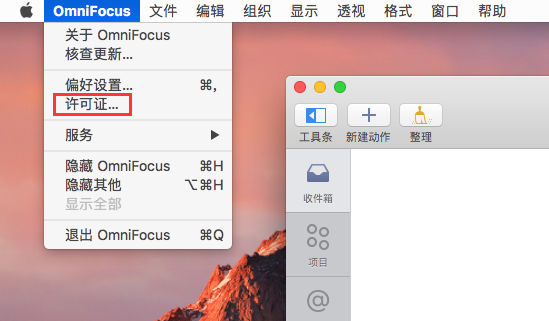 OmniFocus 文件 编辑 组织 显示 透视 格式 窗口 帮助
关于 OmniFocus
核查更新...
偏好设置... ⌘,
许可证...
服务 ▶
隐藏 OmniFocus ⌘H
隐藏其他 ⌥⌘H
显示全部
退出 OmniFocus ⌘Q
工具条 新建动作 整理
收件箱
项目
@